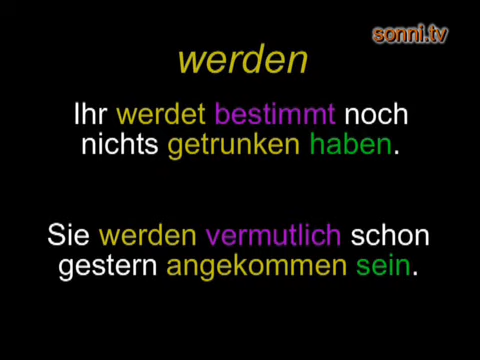 sonni.tv
werden
Ihr werdet bestimmt noch
nichts getrunken haben.
Sie werden vermutlich schon
gestern angekommen sein.